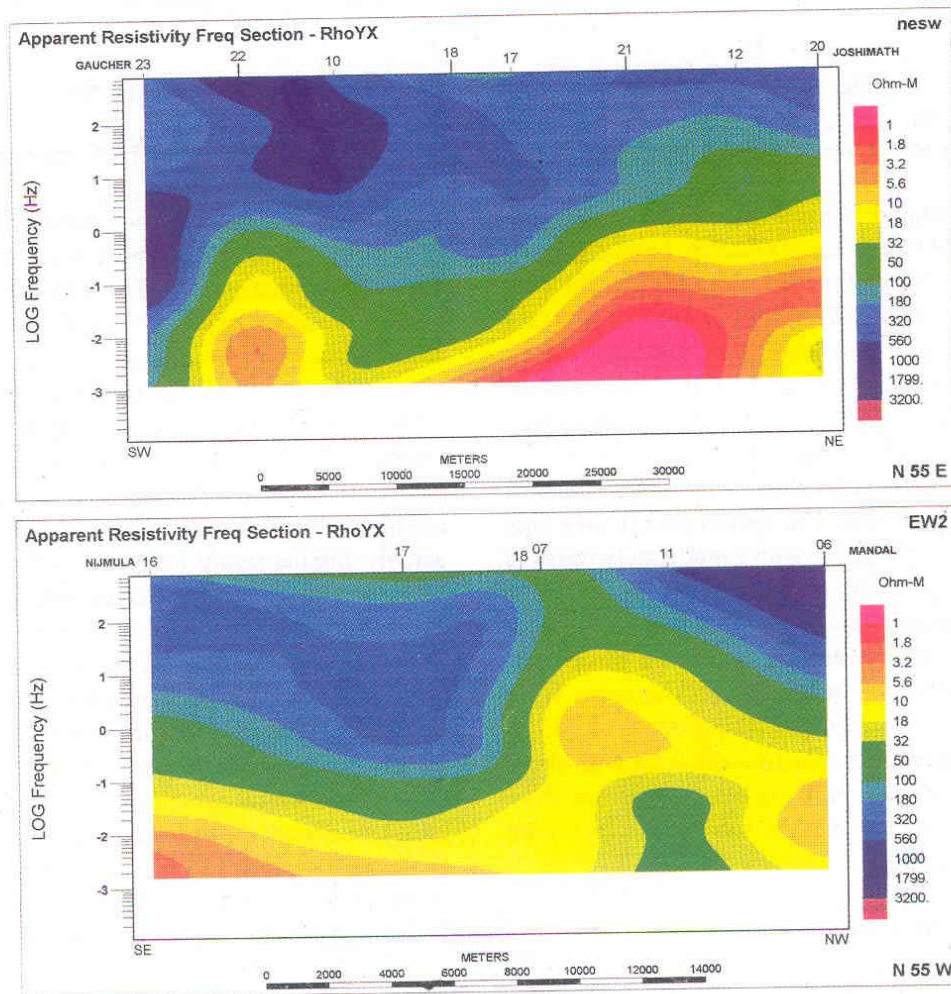 nesw
Apparent Resistivity Freq Section - RhoYX
GAUCHER 23 22 10 18 17 21 12 20 JOSHIMATH
Ohm-M
LOG Frequency (Hz)
2
1
0
-1
-2
-3
1
1.8
3.2
5.6
10
18
32
50
100
180
320
560
1000
1799.
3200.
SW
NE
METERS
0 5000 10000 15000 20000 25000 30000
N 55 E
EW2
Apparent Resistivity Freq Section - RhoYX
NIJMULA 16 17 18 07 11 06 MANDAL
Ohm-M
LOG Frequency (Hz)
2
1
0
-1
-2
-3
1
1.8
3.2
5.6
10
18
32
50
100
180
320
560
1000
1799.
3200.
SE
NW
METERS
0 2000 4000 6000 8000 10000 12000 14000
N 55 W